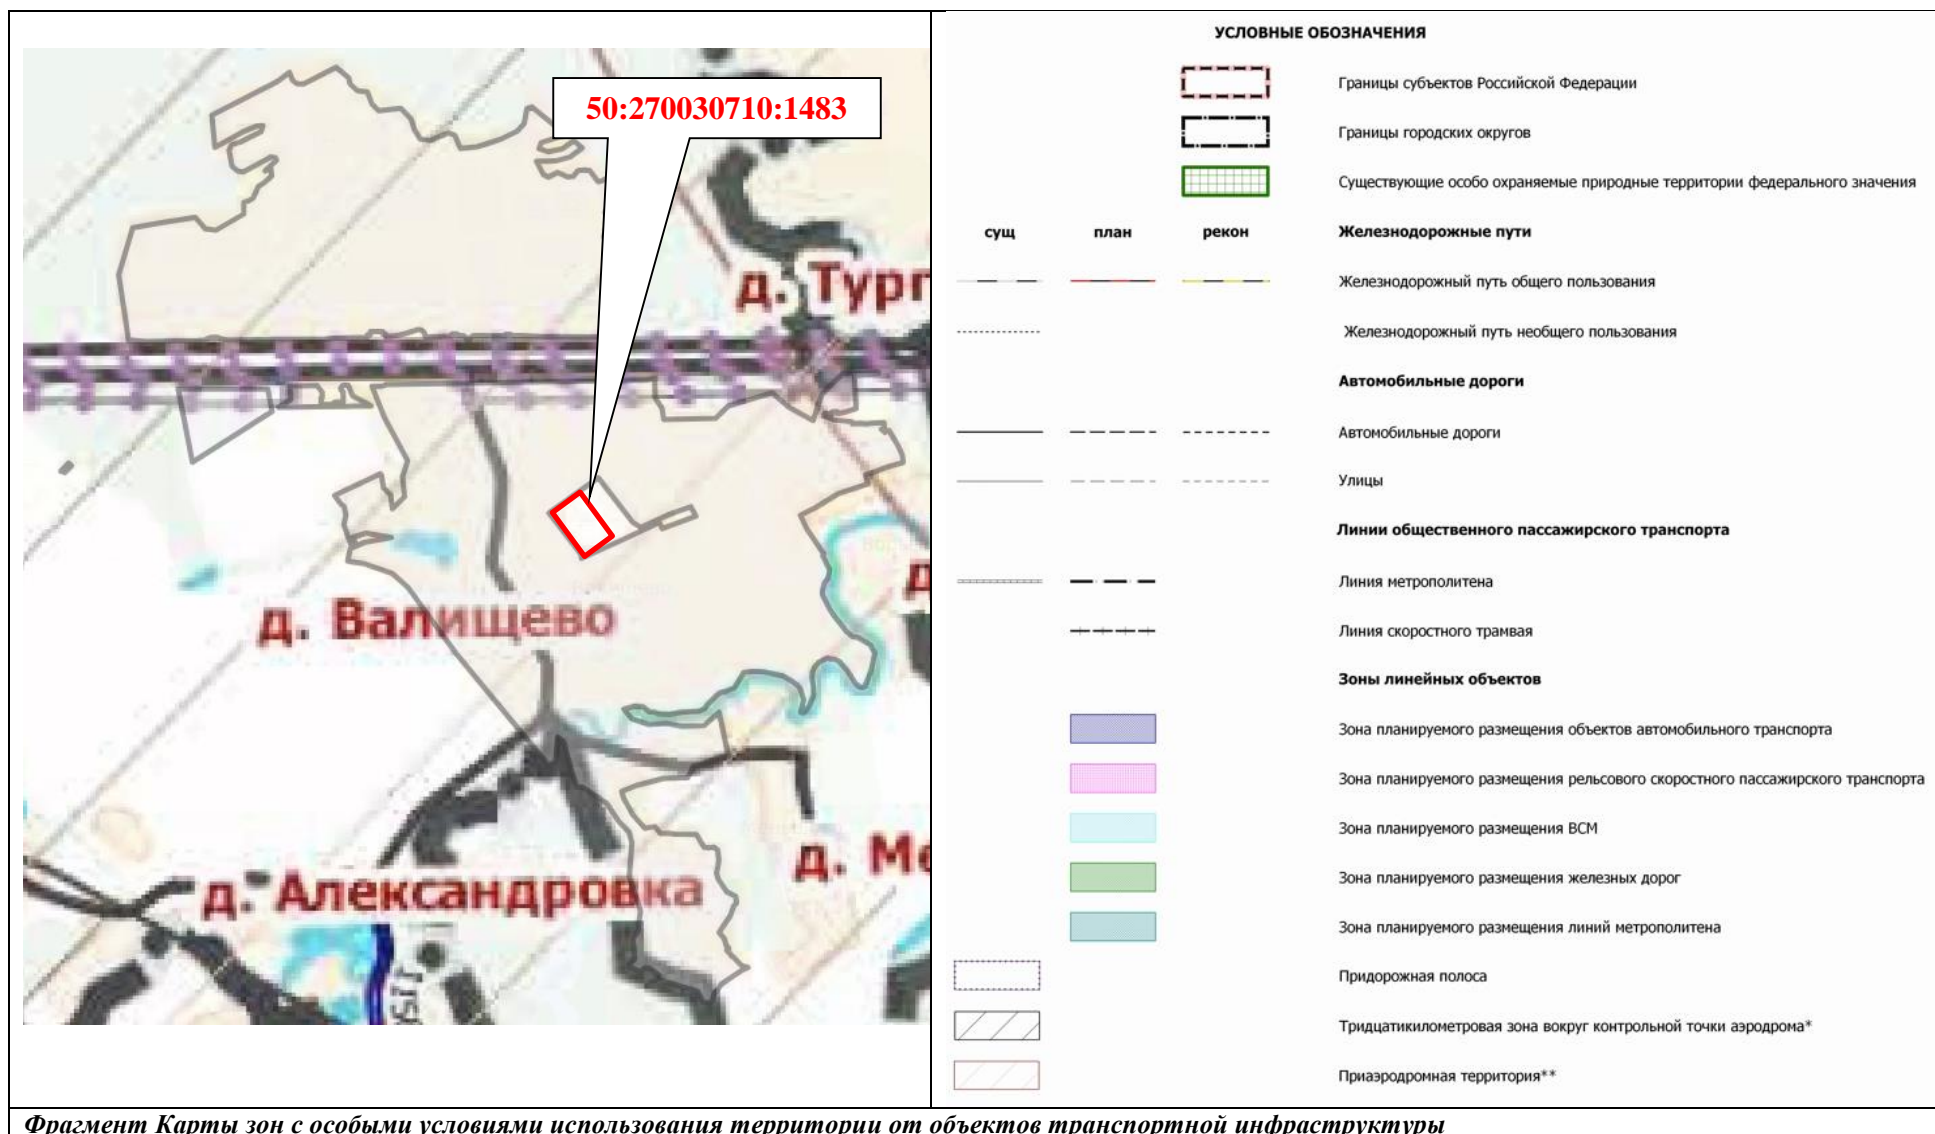 50:270030710:1483
д. Тург
д. Валищево
д
д. Ме
д. Александровка
УСЛОВНЫЕ ОБОЗНАЧЕНИЯ
Границы субъектов Российской Федерации
Границы городских округов
Существующие особо охраняемые природные территории федерального значения
сущ план рекон Железнодорожные пути
Железнодорожный путь общего пользования
Железнодорожный путь необщего пользования
Автомобильные дороги
Автомобильные дороги
Улицы
Линии общественного пассажирского транспорта
Линия метрополитена
Линия скоростного трамвая
Зоны линейных объектов
Зона планируемого размещения объектов автомобильного транспорта
Зона планируемого размещения рельсового скоростного пассажирского транспорта
Зона планируемого размещения ВСМ
Зона планируемого размещения железных дорог
Зона планируемого размещения линий метрополитена
Придорожная полоса
Тридцатикилометровая зона вокруг контрольной точки аэродрома*
Приаэродромная территория**
Фрагмент Карты зон с особыми условиями использования территории от объектов транспортной инфраструктуры